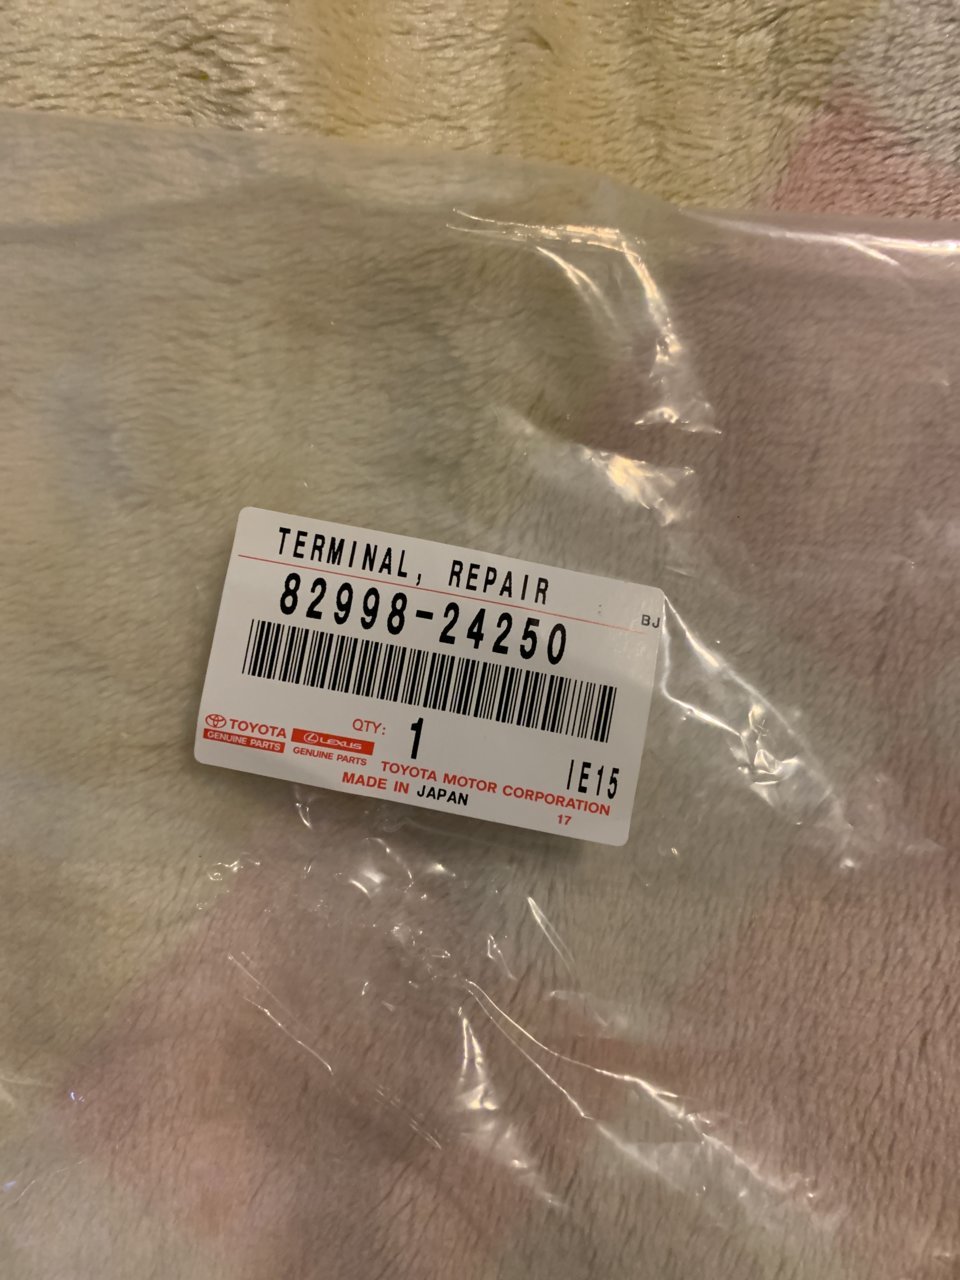 TERMINAL, REPAIR
BJ
82998-24250
TOYOTA
GENUINE PARTS
LEXUS
GENUINE PARTS
QTY: 1
IE15
TOYOTA MOTOR CORPORATION
MADE IN JAPAN
17